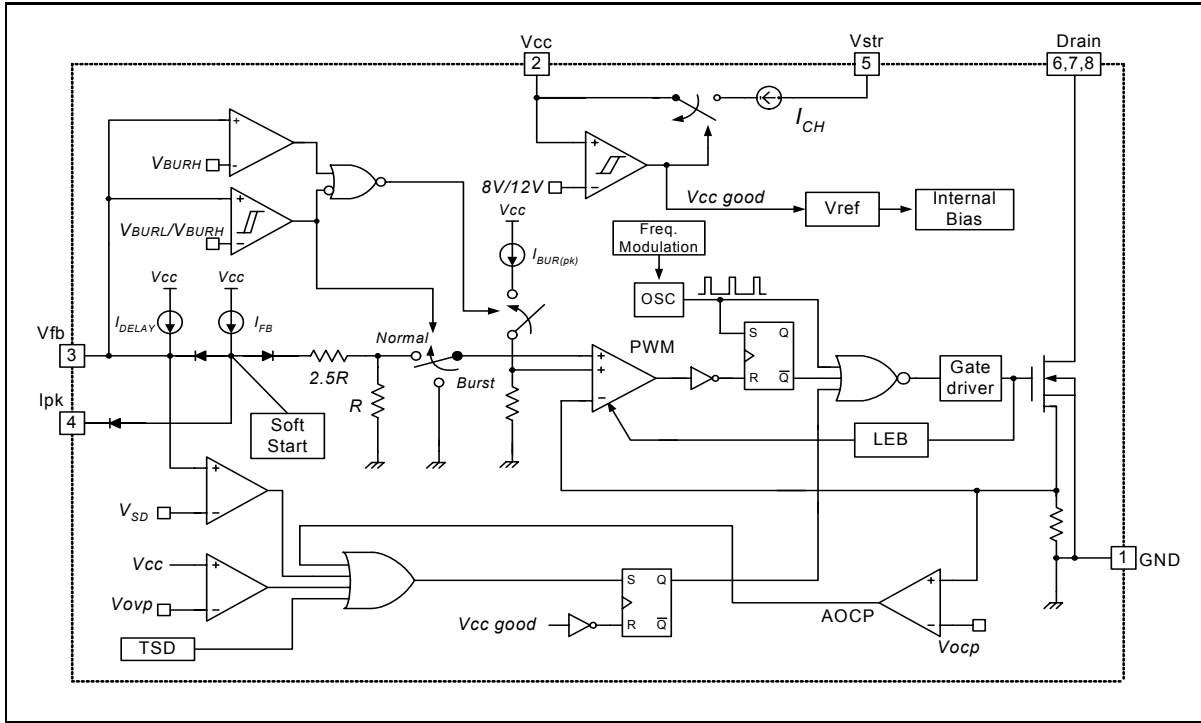 Vcc
2
Vstr
5
Drain
6,7,8
I_CH
+
V_BURH
-
+
V_BURL/V_BURH
-
+
8V/12V
-
Vcc good
Vref
Internal
Bias
Vcc
I_BUR(pk)
Freq.
Modulation
OSC
Vcc
Vcc
I_DELAY
I_FB
Vfb
3
Normal
Burst
2.5R
R
Ipk
4
Soft
Start
PWM
+
+
-
S
Q
R
Q
Gate
driver
LEB
+
V_SD
-
Vcc
+
Vovp
-
TSD
Vcc good
S
Q
R
Q
AOCP
+
-
Vocp
1
GND